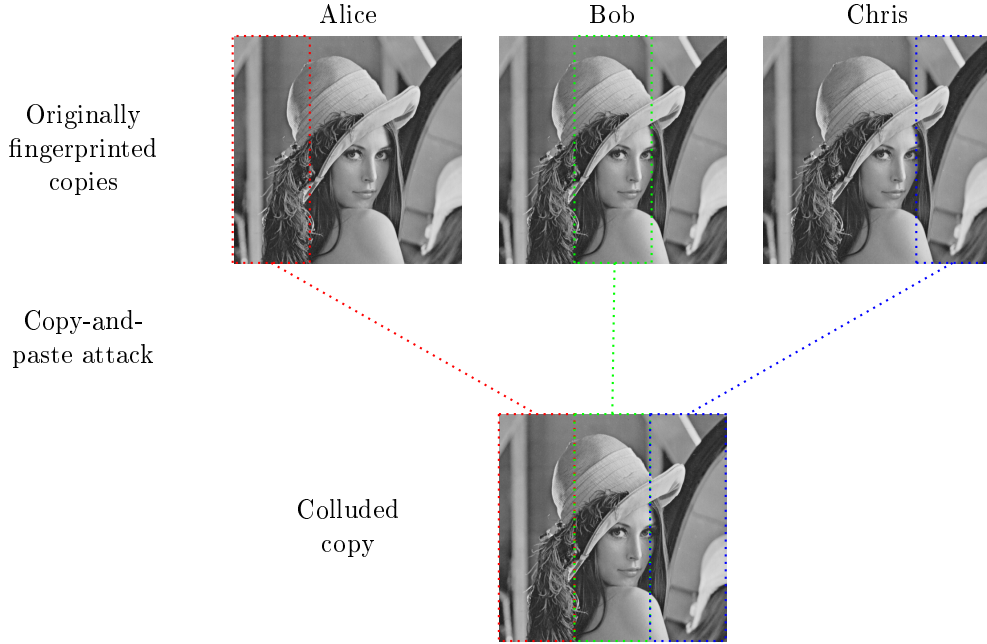 Alice
Bob
Chris
Originally
fingerprinted
copies
Copy-and-
paste attack
Colluded
copy